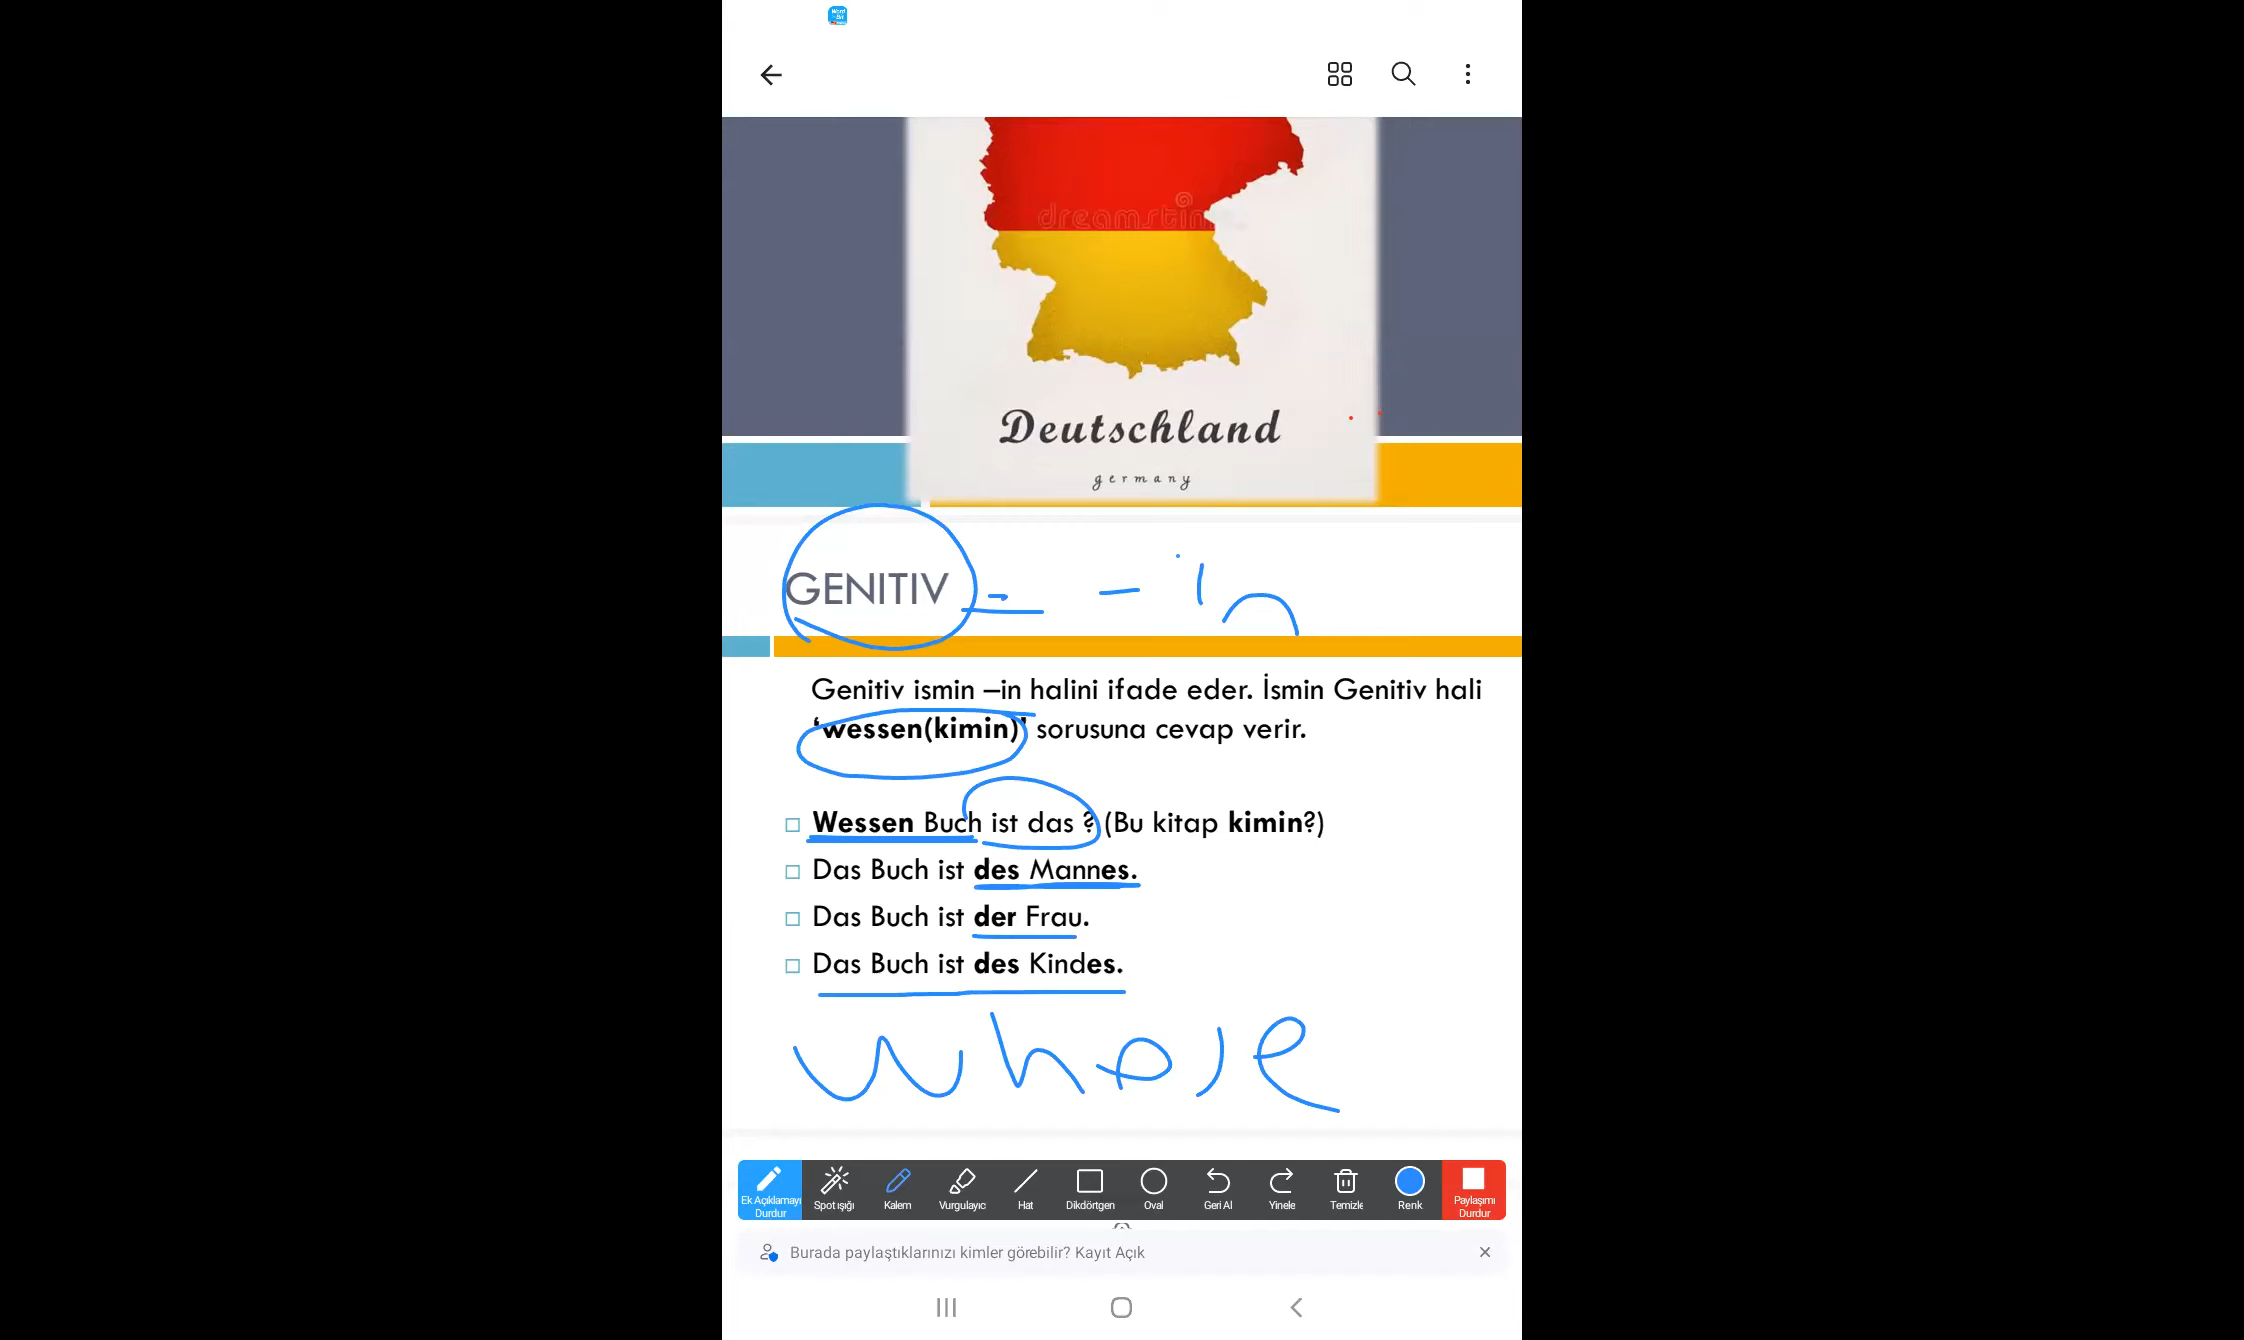 Deutschland
germany
GENITIV = - in
Genitiv ismin –in halini ifade eder. İsmin Genitiv hali
‘wessen(kimin)’ sorusuna cevap verir.
Wessen Buch ist das ? (Bu kitap kimin?)
Das Buch ist des Mannes.
Das Buch ist der Frau.
Das Buch ist des Kindes.
whose
Ek Açıklamayı Durdur
Spot ışığı
Kalem
Vurgulayıc
Hat
Dikdörtgen
Oval
Geri Al
Yinele
Temizle
Renk
Paylaşımı Durdur
Burada paylaştıklarınızı kimler görebilir? Kayıt Açık